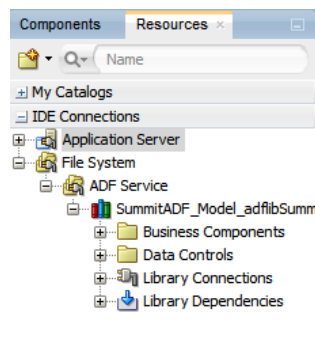 Components Resources
Name
My Catalogs
IDE Connections
Application Server
File System
ADF Service
SummitADF_Model_adflibSumm
Business Components
Data Controls
Library Connections
Library Dependencies